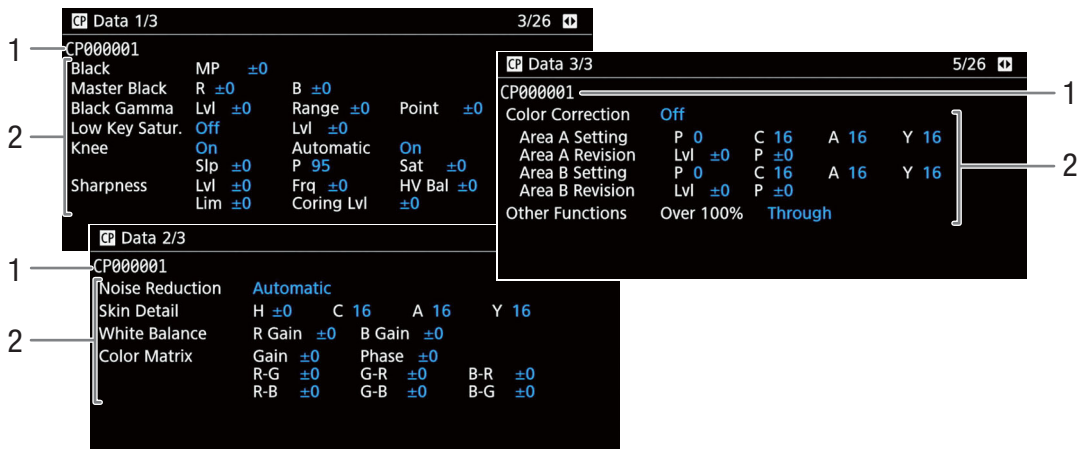 CP Data 1/3 3/26
1 CP000001
2
Black MP ±0
Master Black R ±0 B ±0
Black Gamma Lvl ±0 Range ±0 Point ±0
Low Key Satur. Off Lvl ±0
Knee On Automatic On
Slp ±0 P 95 Sat ±0
Sharpness Lvl ±0 Frq ±0 HV Bal ±0
Lim ±0 Coring Lvl ±0
CP Data 2/3
1 CP000001
2
Noise Reduction Automatic
Skin Detail H ±0 C 16 A 16 Y 16
White Balance R Gain ±0 B Gain ±0
Color Matrix Gain ±0 Phase ±0
R-G ±0 G-R ±0 B-R ±0
R-B ±0 G-B ±0 B-G ±0
CP Data 3/3 5/26
CP000001 1
Color Correction Off
Area A Setting P 0 C 16 A 16 Y 16
Area A Revision Lvl ±0 P ±0
Area B Setting P 0 C 16 A 16 Y 16
Area B Revision Lvl ±0 P ±0
Other Functions Over 100% Through
2